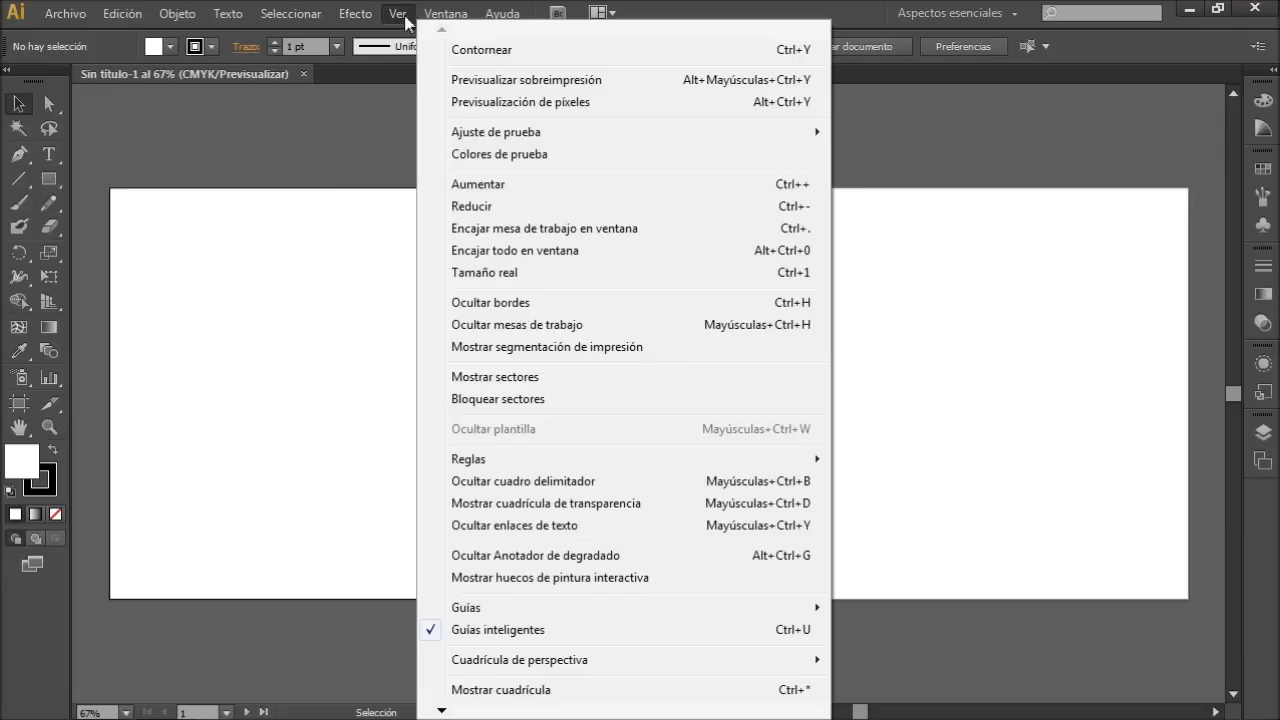 Ai Archivo Edición Objeto Texto Seleccionar Efecto Ver Ventana Ayuda Br Aspectos esenciales
No hay selección Trazo: 1 pt Unifo ar documento Preferencias
Sin título-1 al 67% (CMYK/Previsualizar) ×
Contornear Ctrl+Y
Previsualizar sobreimpresión Alt+Mayúsculas+Ctrl+Y
Previsualización de píxeles Alt+Ctrl+Y
Ajuste de prueba
Colores de prueba
Aumentar Ctrl++
Reducir Ctrl+-
Encajar mesa de trabajo en ventana Ctrl+.
Encajar todo en ventana Alt+Ctrl+0
Tamaño real Ctrl+1
Ocultar bordes Ctrl+H
Ocultar mesas de trabajo Mayúsculas+Ctrl+H
Mostrar segmentación de impresión
Mostrar sectores
Bloquear sectores
Ocultar plantilla Mayúsculas+Ctrl+W
Reglas
Ocultar cuadro delimitador Mayúsculas+Ctrl+B
Mostrar cuadrícula de transparencia Mayúsculas+Ctrl+D
Ocultar enlaces de texto Mayúsculas+Ctrl+Y
Ocultar Anotador de degradado Alt+Ctrl+G
Mostrar huecos de pintura interactiva
Guías
Guías inteligentes Ctrl+U
Cuadrícula de perspectiva
Mostrar cuadrícula Ctrl+*
67% 1 Selección